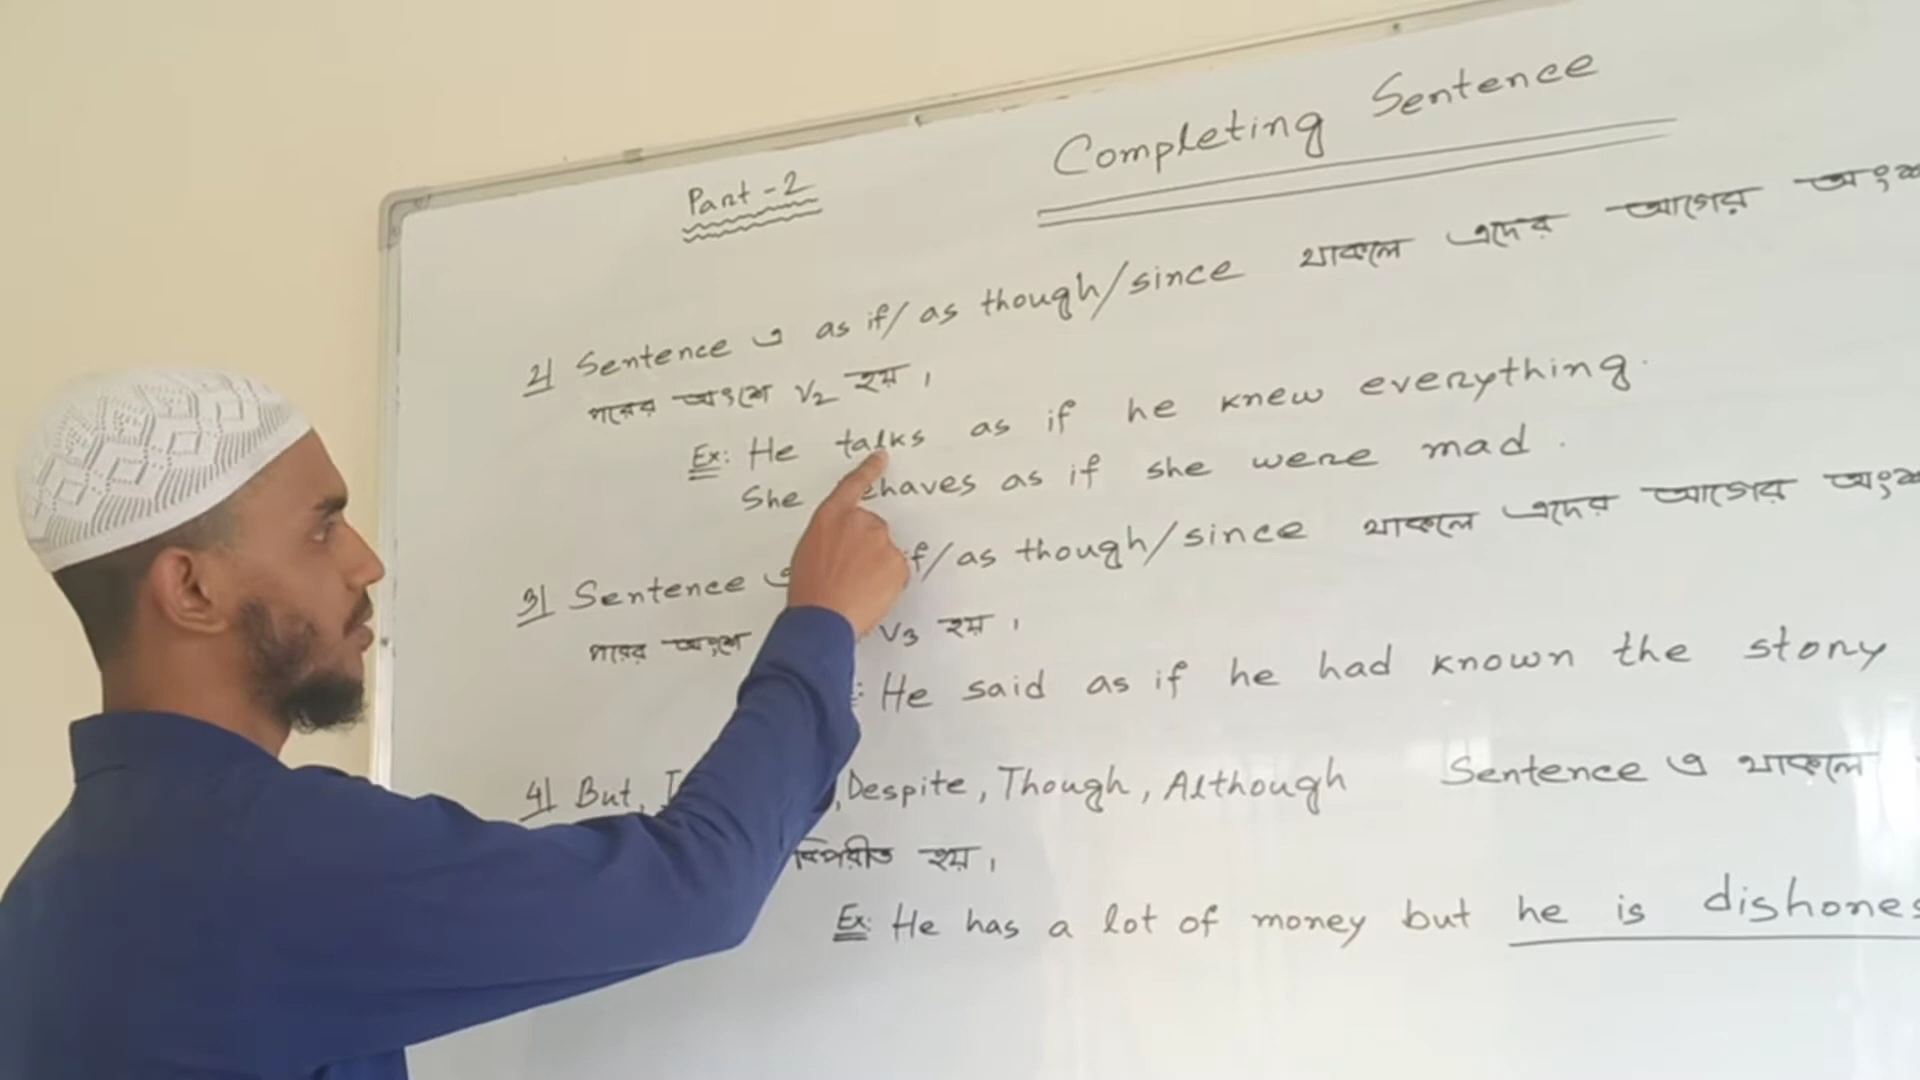 Part-2
Completing Sentence
2| Sentence এ as if/ as though/since থাকলে এদের আগের
পরের অংশে V2 হয়।
Ex: He talks as if he knew everything.
She behaves as if she were mad.
3| Sentence এ if/as though/since থাকলে এদের আগের
পরের অংশে V3 হয়।
He said as if he had known the story
4| But, Despite, Though, Although Sentence এ থাকলে
বিপরীত হয়।
Ex: He has a lot of money but he is dishones